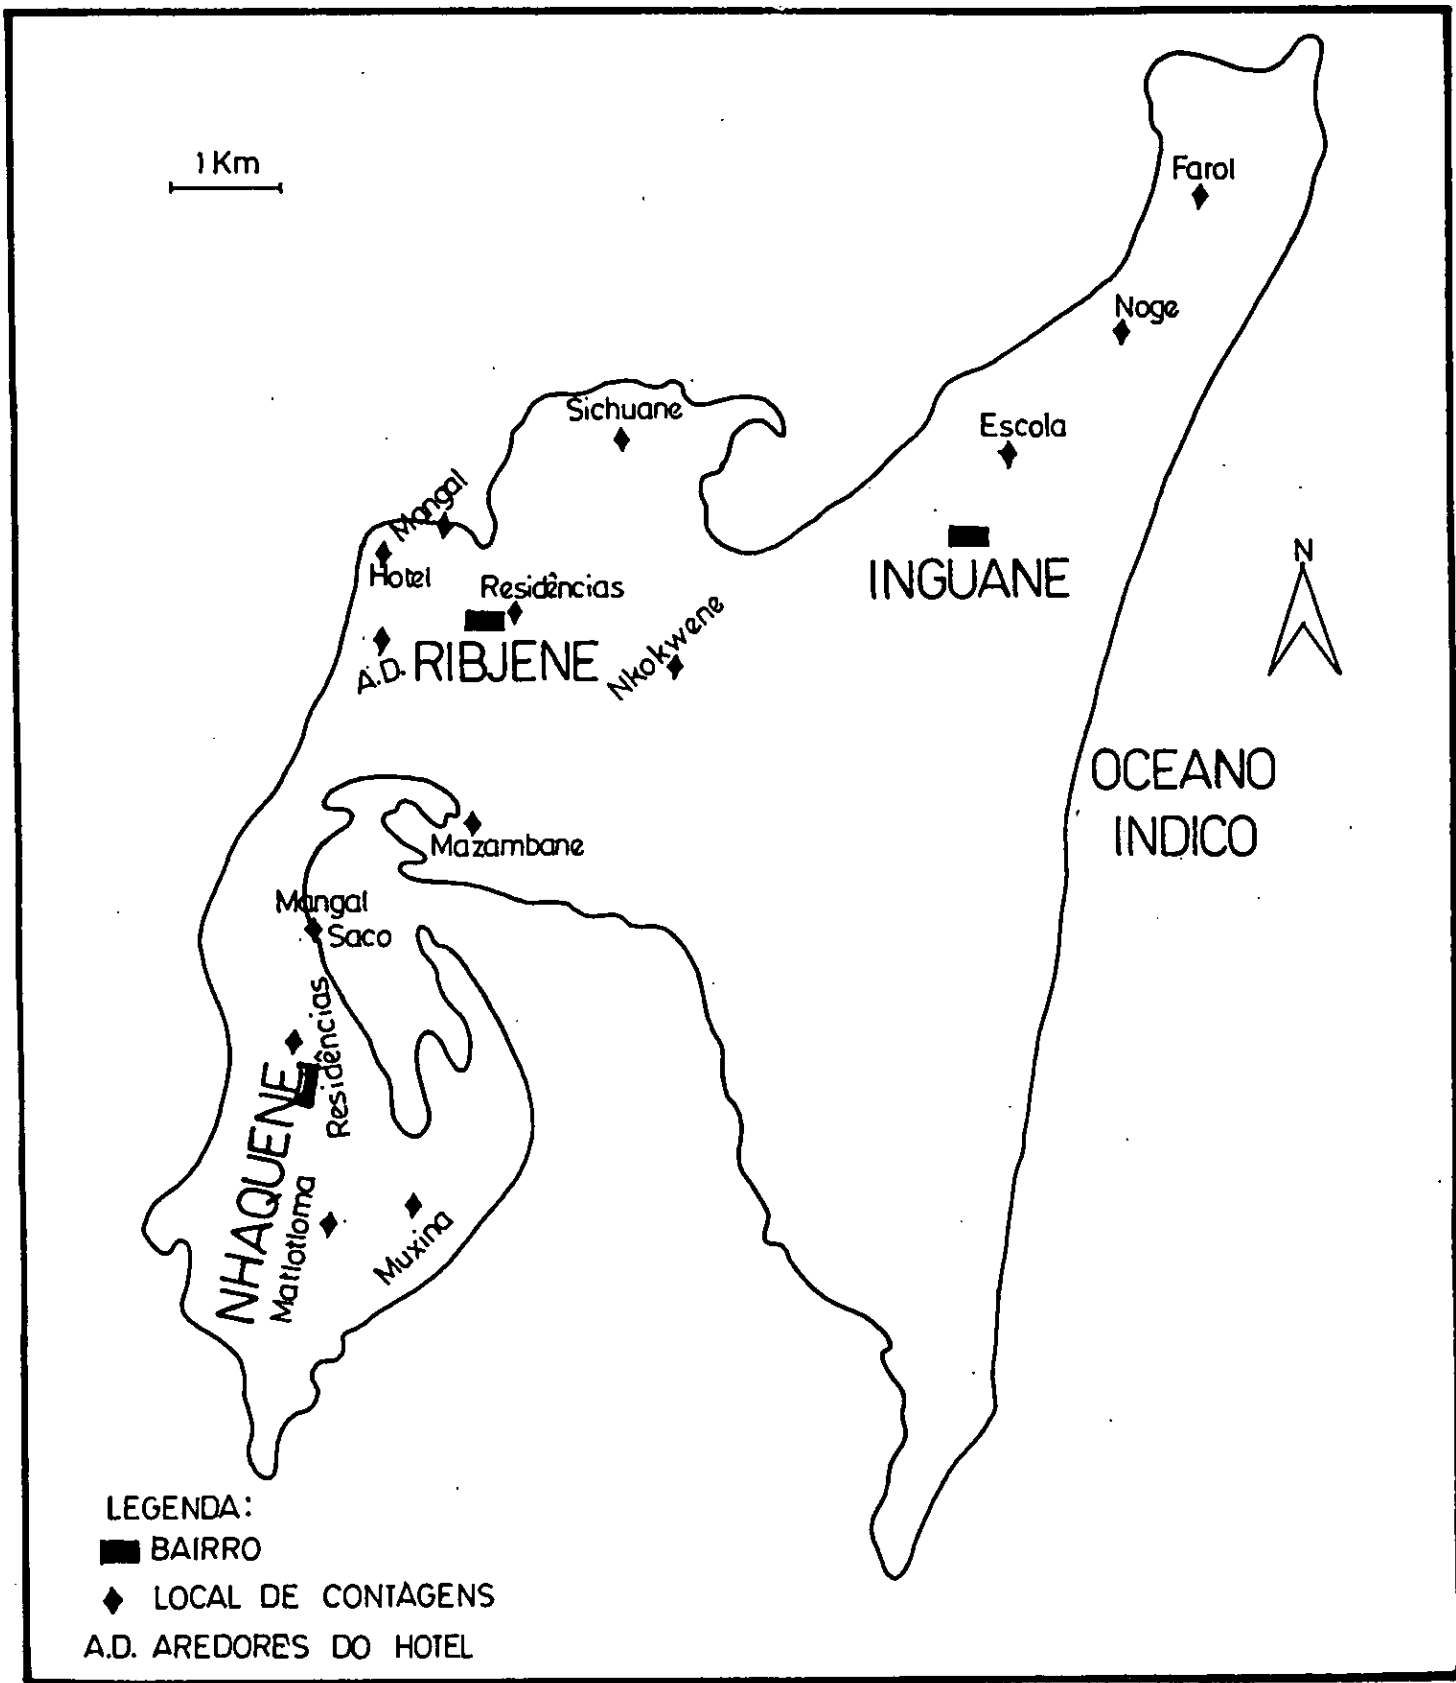 1 Km
Farol
Noge
Sichuane
Escola
Mangal
Hotel
Residências
INGUANE
N
A.D. RIBJENE
Nkokwene
OCEANO
INDICO
Mazambane
Mangal
Saco
Residências
NHAQUENE
Matlotloma
Muxina
LEGENDA:
BAIRRO
LOCAL DE CONTAGENS
A.D. AREDORES DO HOTEL